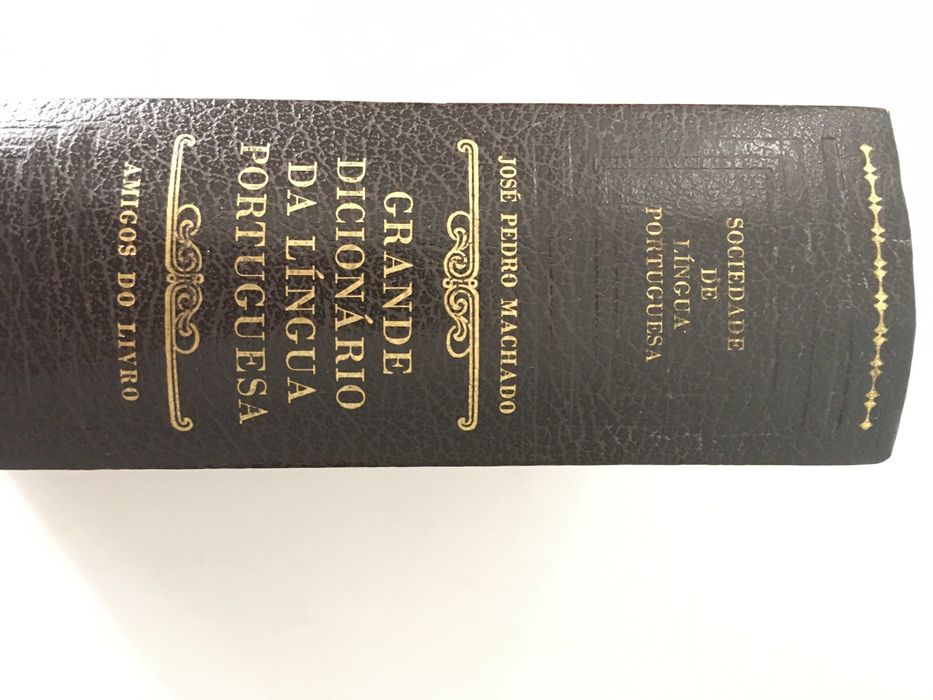 SOCIEDADE
DE
LÍNGUA
PORTUGUESA
JOSÉ PEDRO MACHADO
GRANDE
DICIONÁRIO
DA LÍNGUA
PORTUGUESA
AMIGOS DO LIVRO